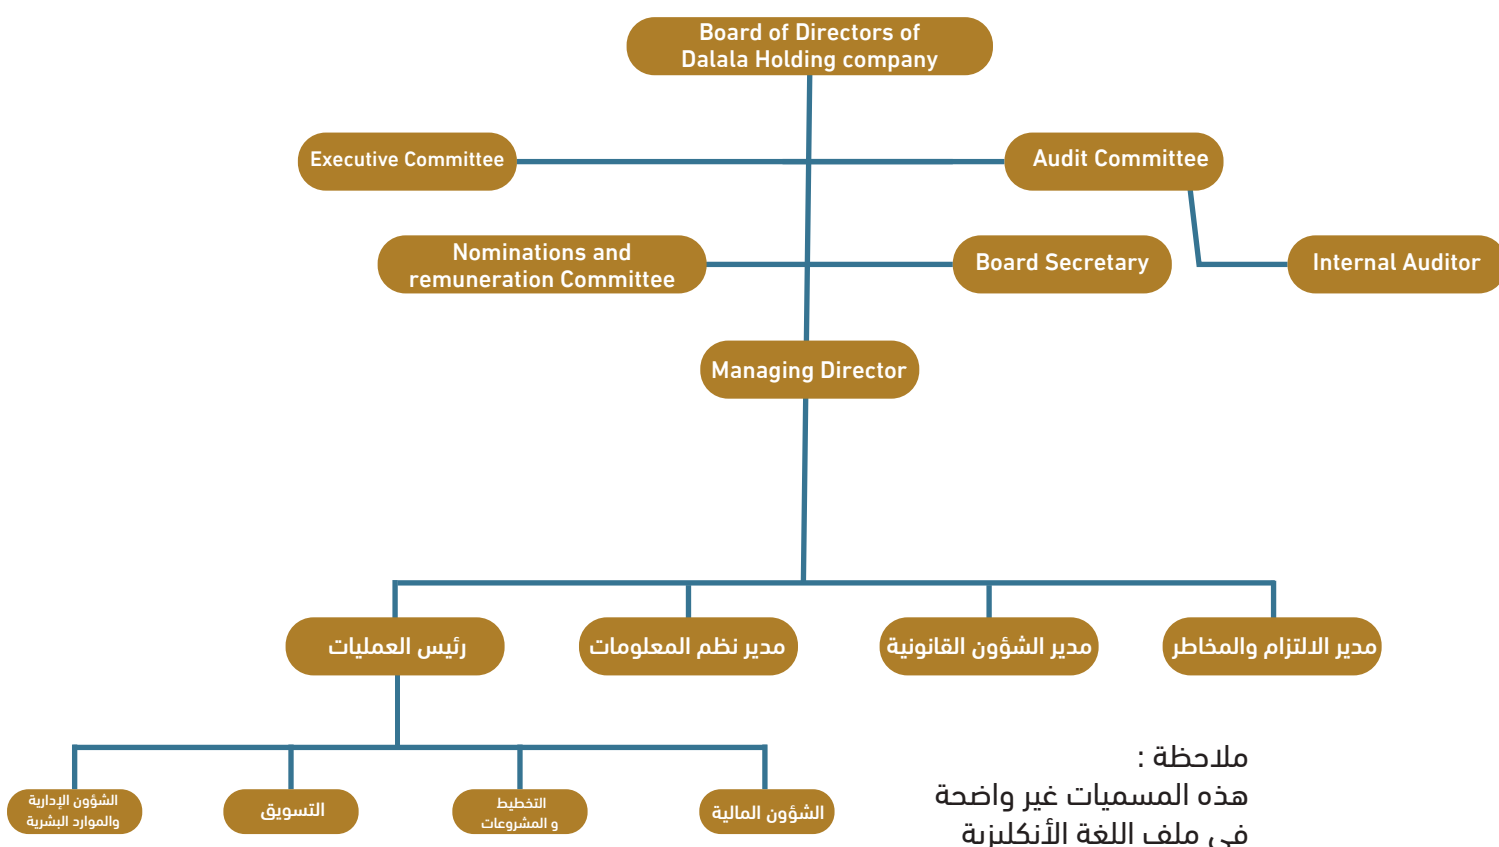 Board of Directors of
Dalala Holding company
Executive Committee
Audit Committee
Nominations and
remuneration Committee
Board Secretary
Internal Auditor
Managing Director
مدير الالتزام والمخاطر
مدير الشؤون القانونية
مدير نظم المعلومات
رئيس العمليات
الشؤون المالية
التخطيط
و المشروعات
التسويق
الشؤون الإدارية
والموارد البشرية
ملاحظة :
هذه المسميات غير واضحة
في ملف اللغة الأنكليزية